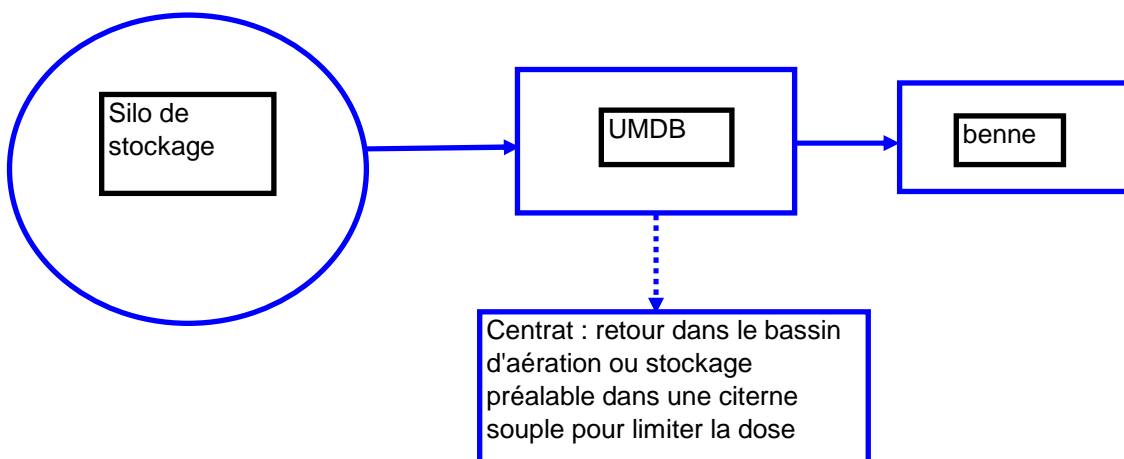 Silo de
stockage
UMDB
benne
Centrat : retour dans le bassin
d'aération ou stockage
préalable dans une citerne
souple pour limiter la dose